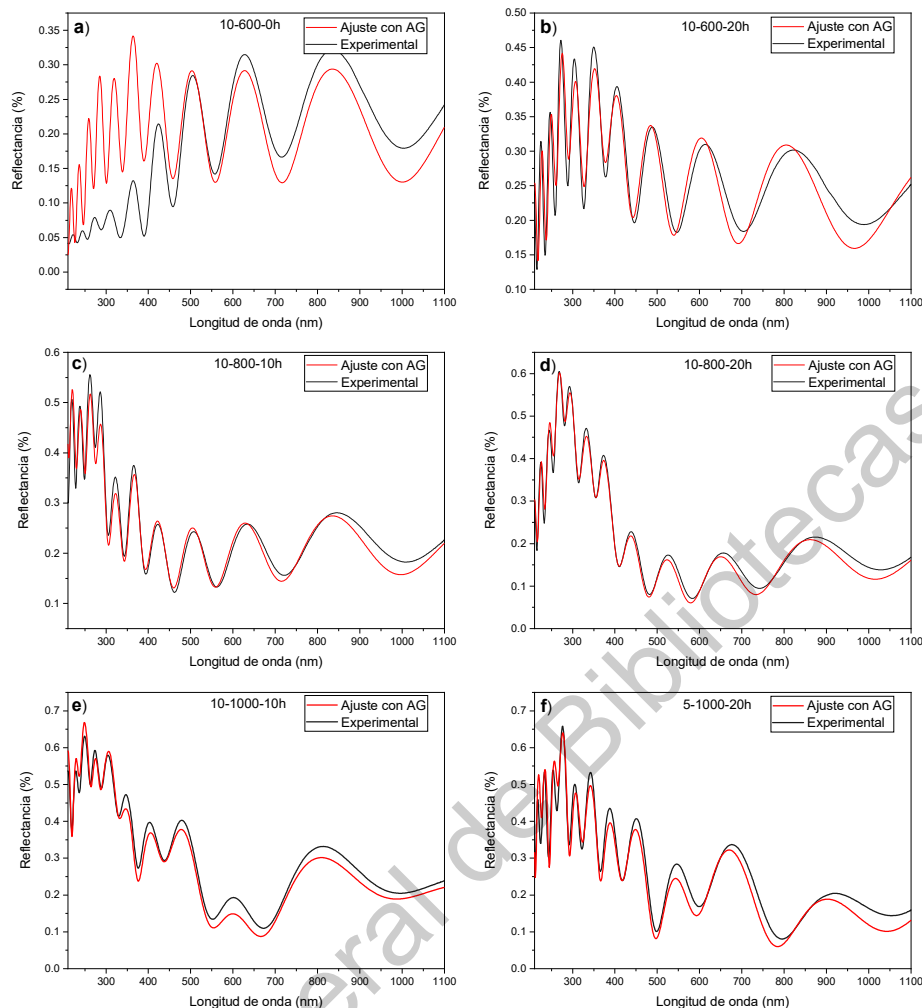 a) 10-600-0h
Ajuste con AG
Experimental
Reflectancia (%)
0.35
0.30
0.25
0.20
0.15
0.10
0.05
0.00
300 400 500 600 700 800 900 1000 1100
Longitud de onda (nm)
b) 10-600-20h
Ajuste con AG
Experimental
Reflectancia (%)
0.50
0.45
0.40
0.35
0.30
0.25
0.20
0.15
0.10
300 400 500 600 700 800 900 1000 1100
Longitud de onda (nm)
c) 10-800-10h
Ajuste con AG
Experimental
Reflectancia (%)
0.6
0.5
0.4
0.3
0.2
0.1
300 400 500 600 700 800 900 1000 1100
Longitud de onda (nm)
d) 10-800-20h
Ajuste con AG
Experimental
Reflectancia (%)
0.6
0.5
0.4
0.3
0.2
0.1
0.0
300 400 500 600 700 800 900 1000 1100
Longitud de onda (nm)
e) 10-1000-10h
Ajuste con AG
Experimental
Reflectancia (%)
0.7
0.6
0.5
0.4
0.3
0.2
0.1
0.0
300 400 500 600 700 800 900 1000 1100
Longitud de onda (nm)
f) 5-1000-20h
Ajuste con AG
Experimental
Reflectancia (%)
0.7
0.6
0.5
0.4
0.3
0.2
0.1
0.0
300 400 500 600 700 800 900 1000 1100
Longitud de onda (nm)
eral de Bibliotecas